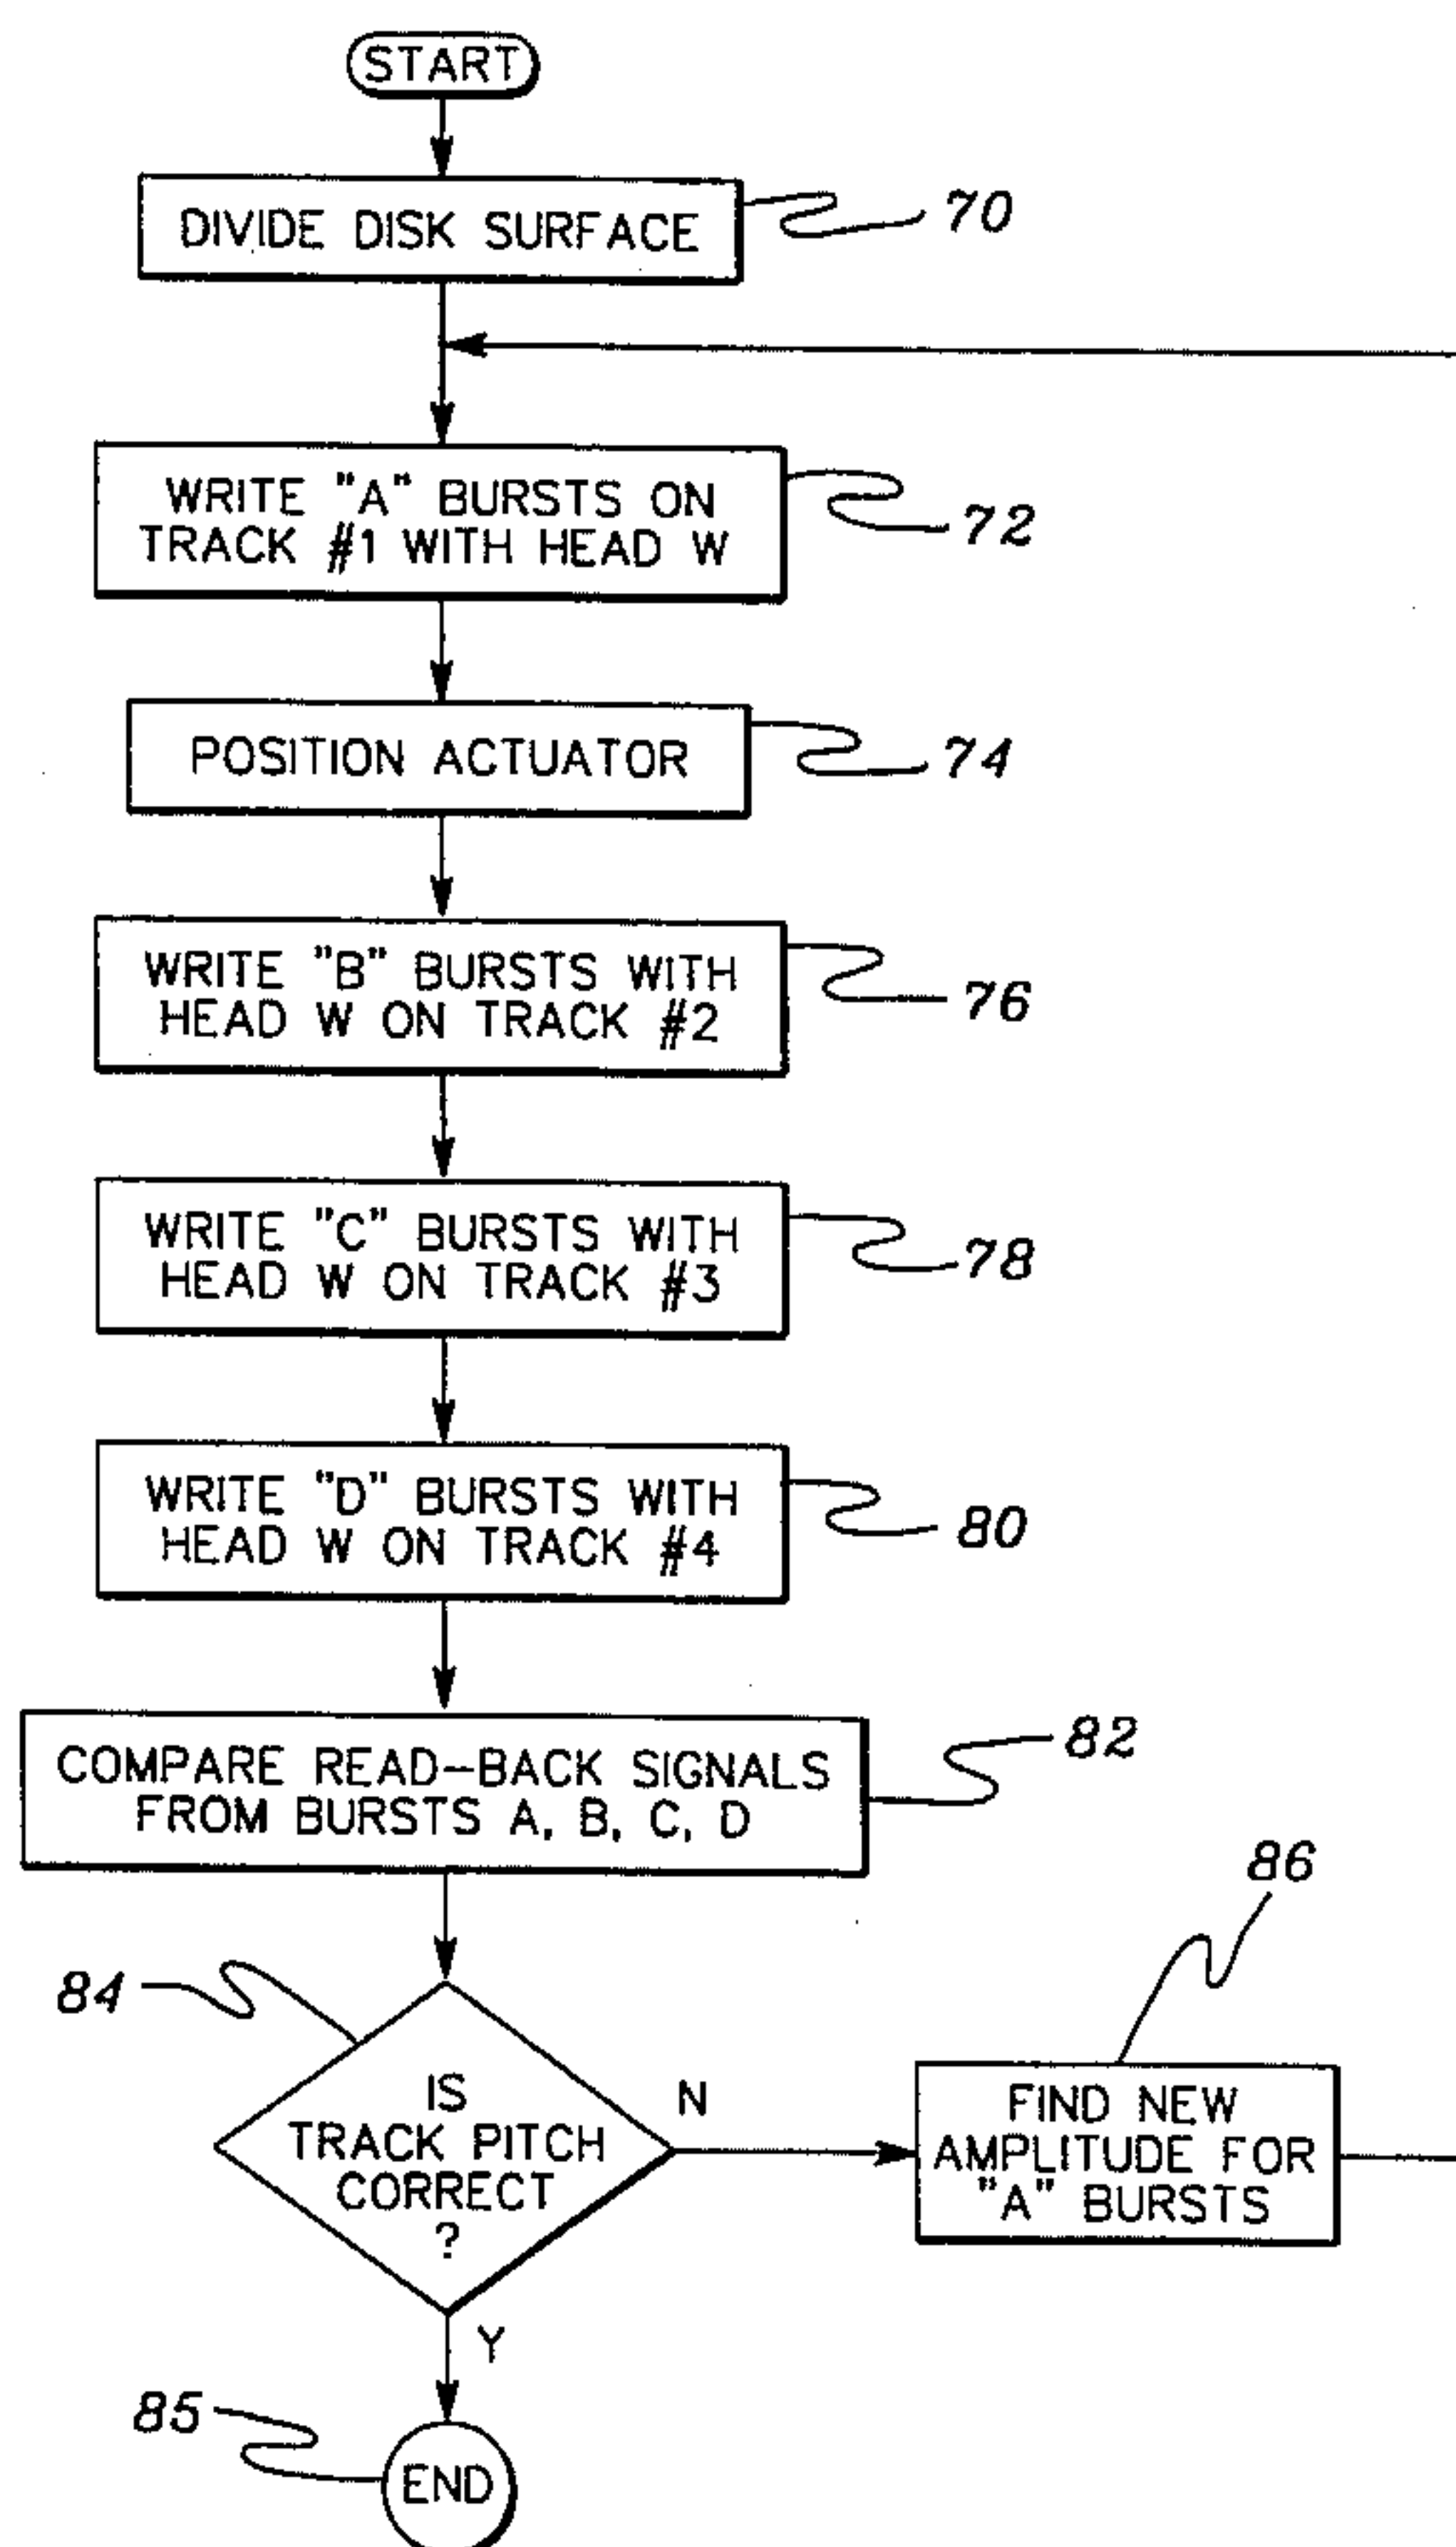 START
DIVIDE DISK SURFACE
70
WRITE "A" BURSTS ON
TRACK #1 WITH HEAD W
72
POSITION ACTUATOR
74
WRITE "B" BURSTS WITH
HEAD W ON TRACK #2
76
WRITE "C" BURSTS WITH
HEAD W ON TRACK #3
78
WRITE "D" BURSTS WITH
HEAD W ON TRACK #4
80
COMPARE READ-BACK SIGNALS
FROM BURSTS A, B, C, D
82
84
IS
TRACK PITCH
CORRECT
?
N
86
FIND NEW
AMPLITUDE FOR
"A" BURSTS
Y
85
END